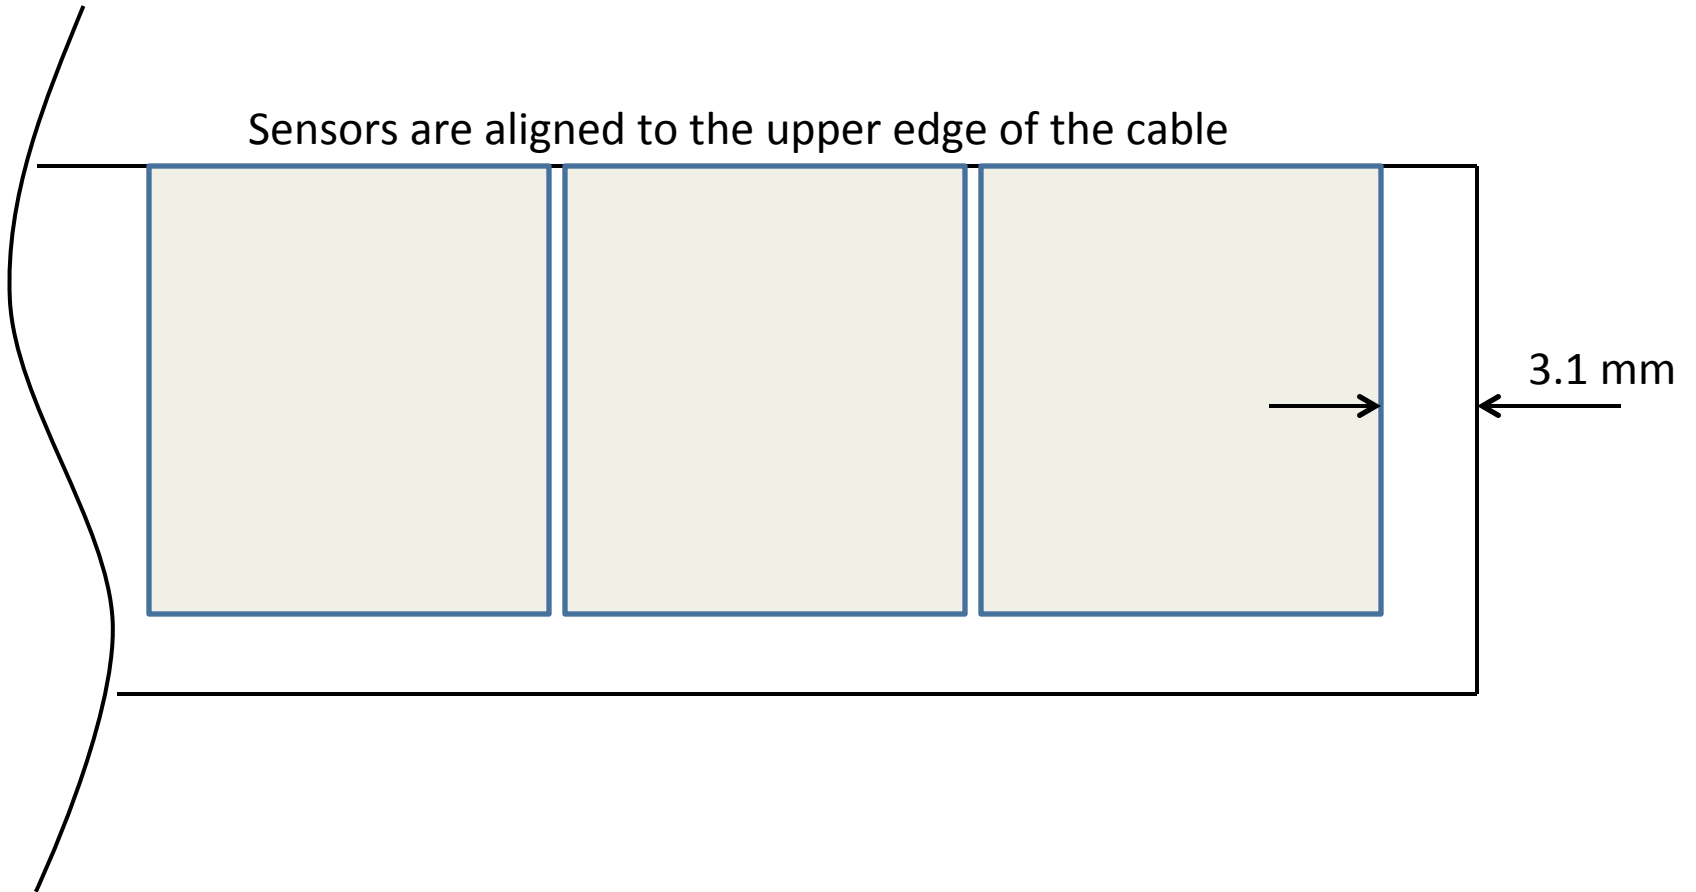 Sensors are aligned to the upper edge of the cable
3.1 mm